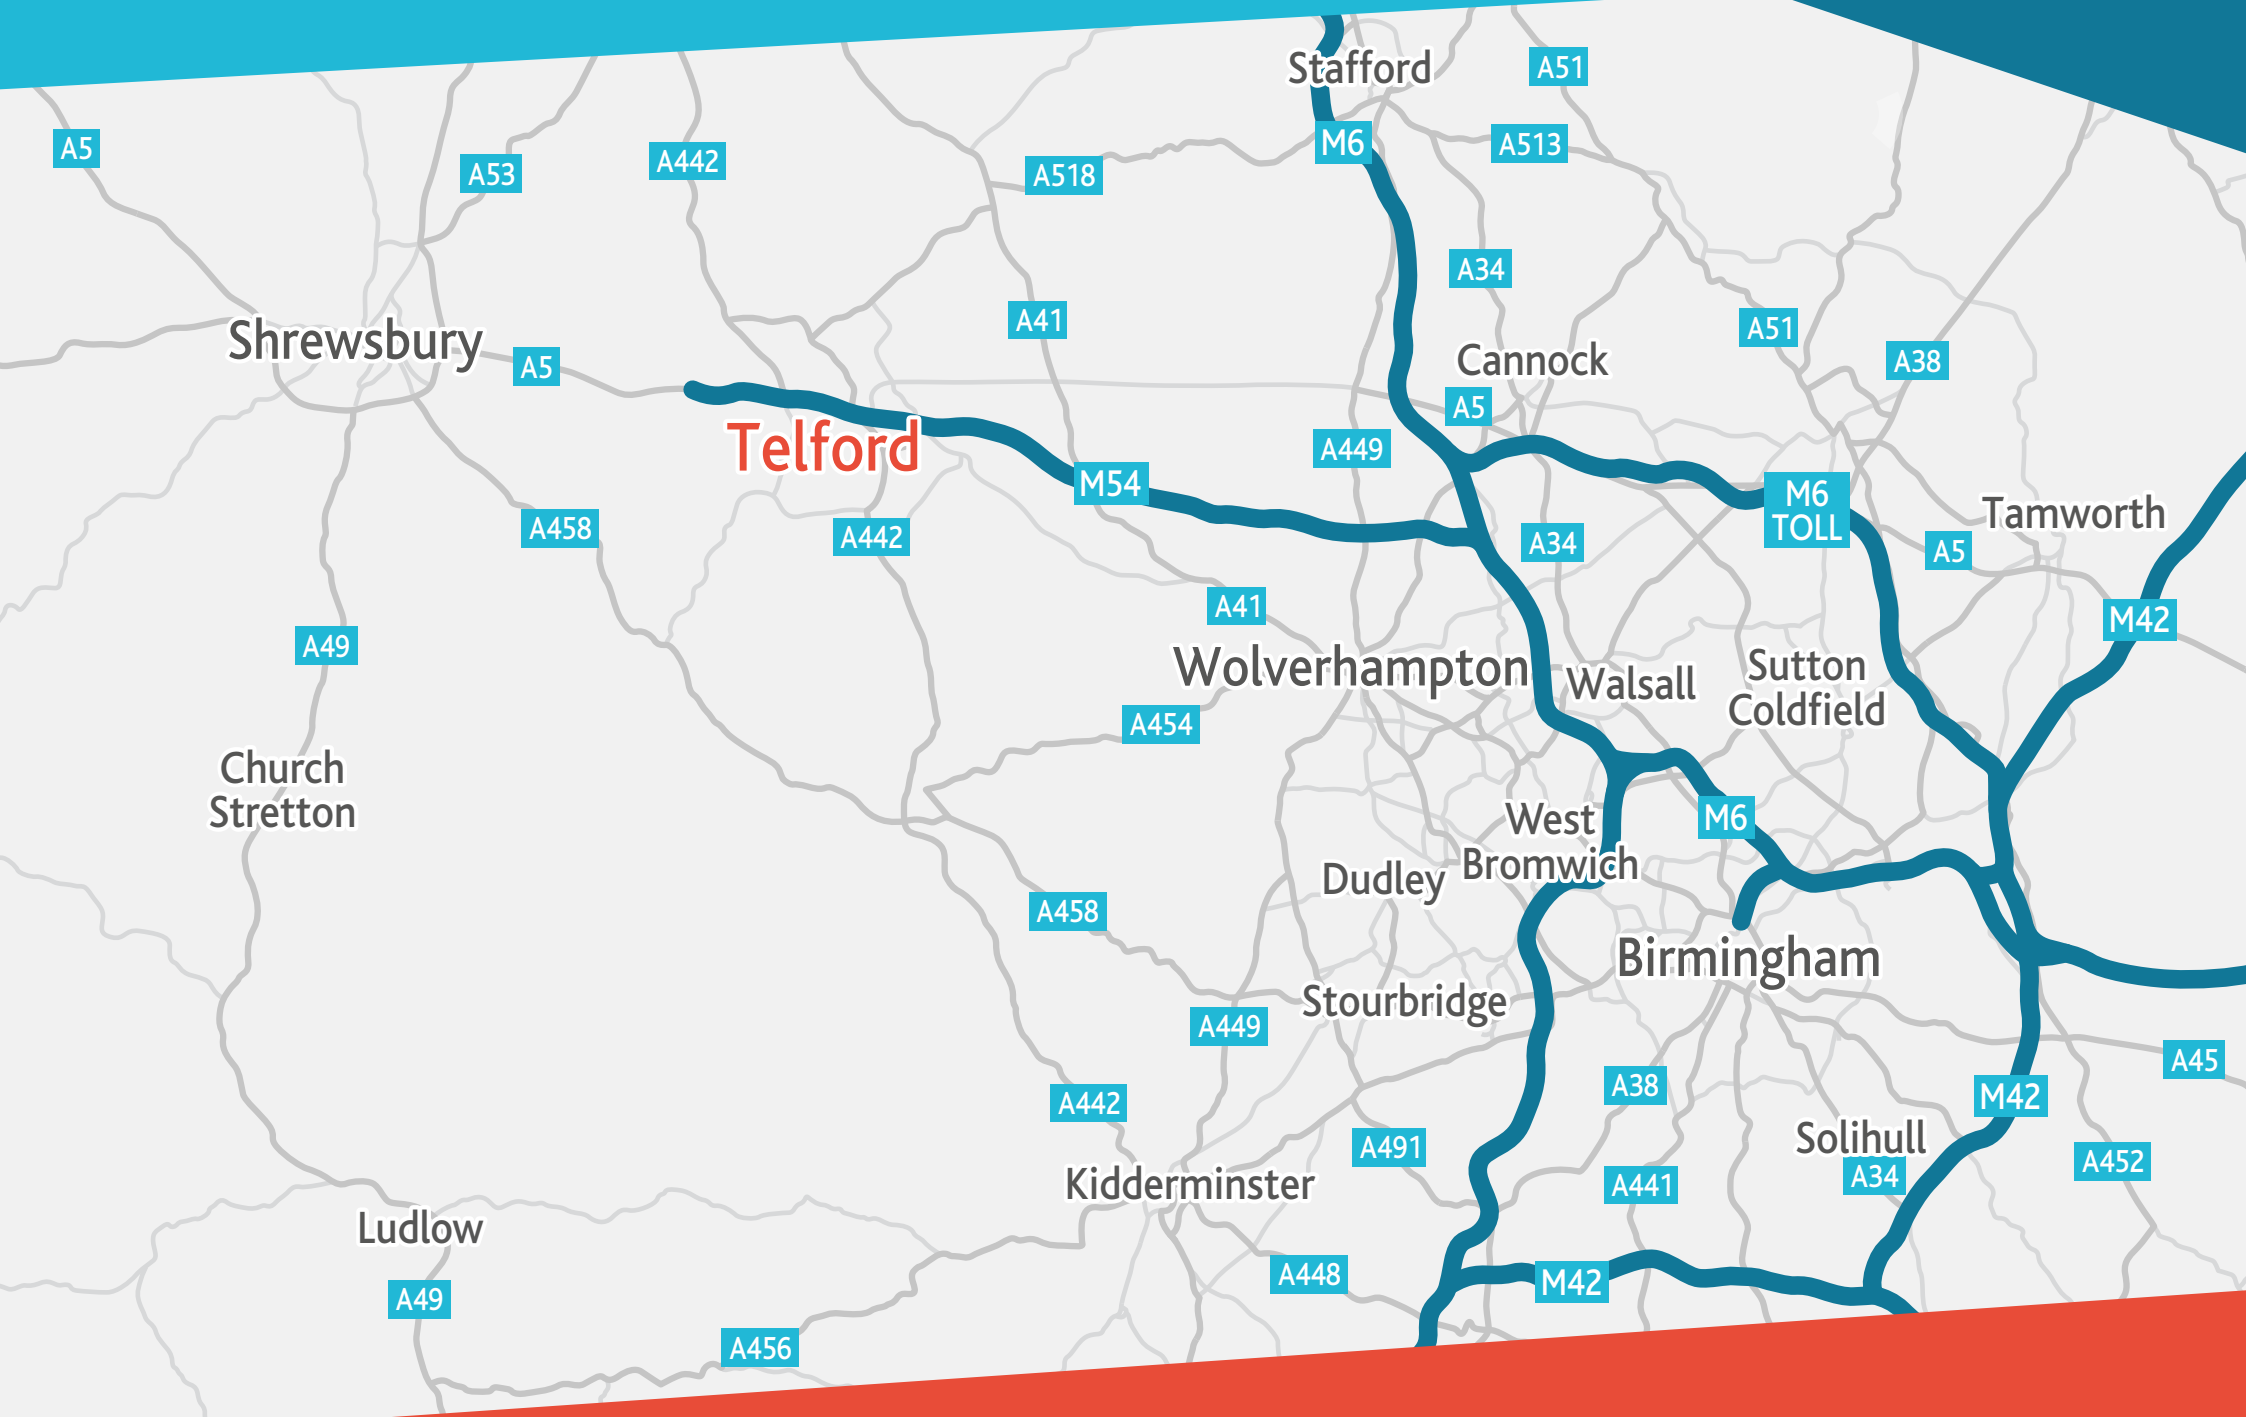 Stafford
A51
M6
A513
A5
A53
A442
A518
A34
A41
A51
Shrewsbury
A5
Cannock
A38
A5
Telford
A449
M54
M6
TOLL
Tamworth
A458
A442
A34
A5
A41
M42
A49
Wolverhampton
Walsall
Sutton
Coldfield
A454
Church
Stretton
West
Bromwich
M6
Dudley
A458
Birmingham
Stourbridge
A449
A45
A38
M42
A442
A491
Solihull
A34
A452
Kidderminster
A441
Ludlow
A448
M42
A49
A456